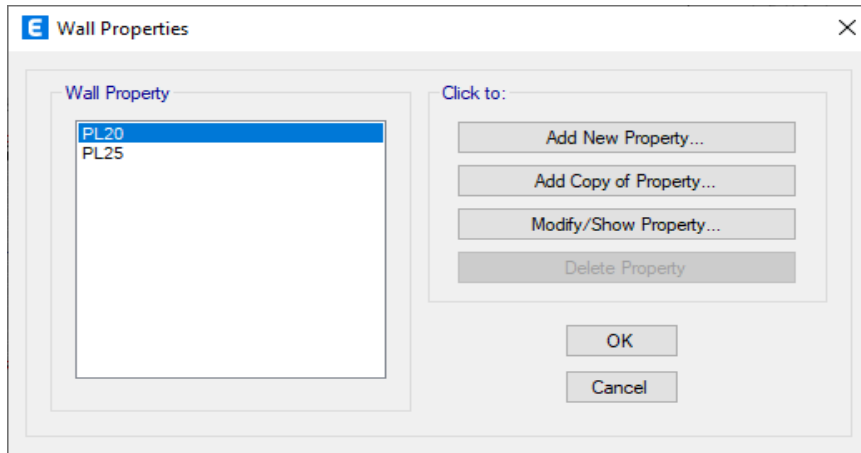 E Wall Properties
Wall Property
PL20
PL25
Click to:
Add New Property...
Add Copy of Property...
Modify/Show Property...
Delete Property
OK
Cancel